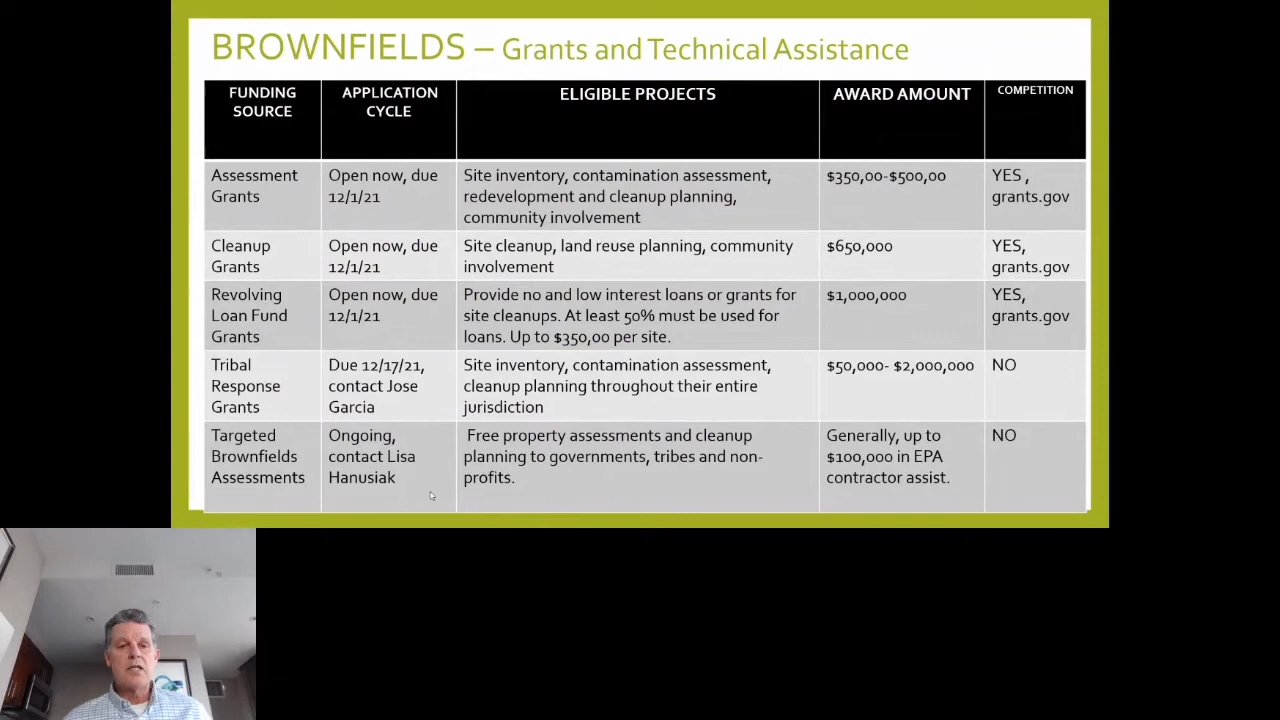 BROWNFIELDS – Grants and Technical Assistance
FUNDING SOURCE
APPLICATION CYCLE
ELIGIBLE PROJECTS
AWARD AMOUNT
COMPETITION
Assessment
Grants
Open now, due
12/1/21
Site inventory, contamination assessment,
redevelopment and cleanup planning,
community involvement
$350,00-$500,00
YES ,
grants.gov
Cleanup
Grants
Open now, due
12/1/21
Site cleanup, land reuse planning, community
involvement
$650,000
YES,
grants.gov
Revolving
Loan Fund
Grants
Open now, due
12/1/21
Provide no and low interest loans or grants for
site cleanups. At least 50% must be used for
loans. Up to $350,00 per site.
$1,000,000
YES,
grants.gov
Tribal
Response
Grants
Due 12/17/21,
contact Jose
Garcia
Site inventory, contamination assessment,
cleanup planning throughout their entire
jurisdiction
$50,000- $2,000,000
NO
Targeted
Brownfields
Assessments
Ongoing,
contact Lisa
Hanusiak
Free property assessments and cleanup
planning to governments, tribes and non-
profits.
Generally, up to
$100,000 in EPA
contractor assist.
NO